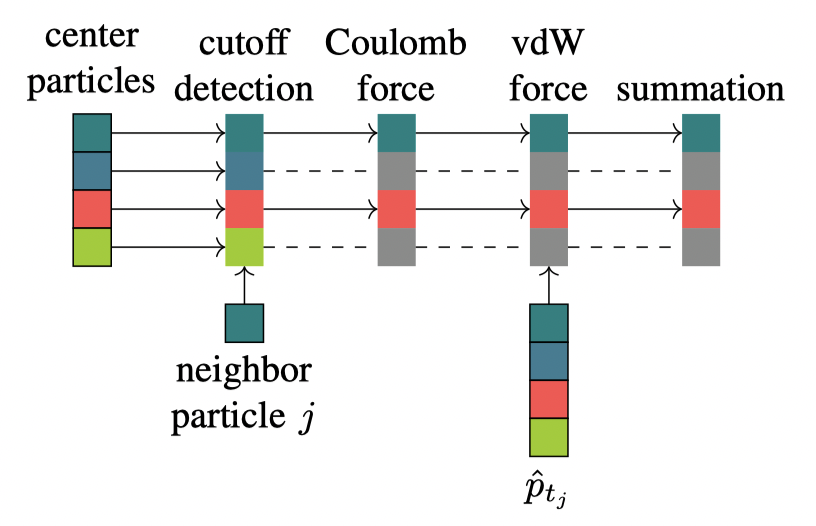 center
particles
cutoff
detection
Coulomb
force
vdW
force
summation
neighbor
particle j
p̂_{t_j}